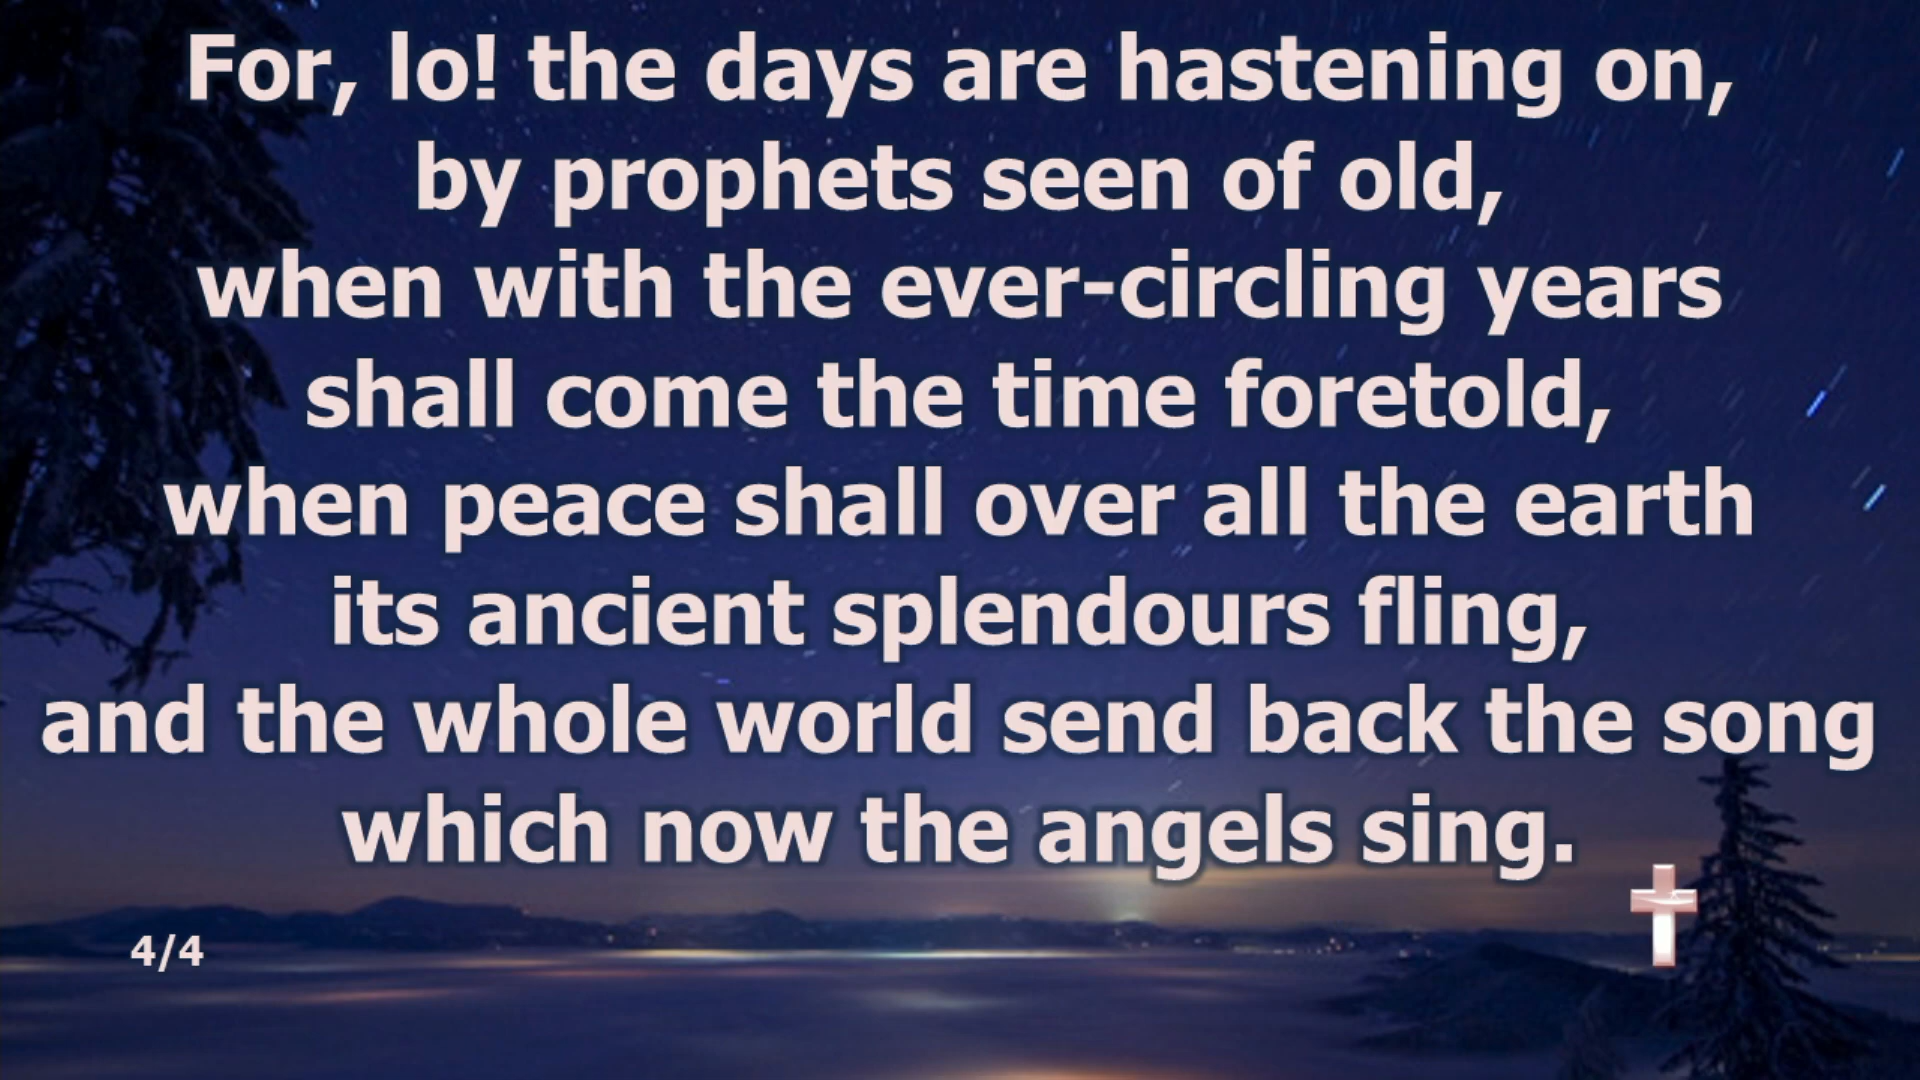 For, lo! the days are hastening on,
by prophets seen of old,
when with the ever-circling years
shall come the time foretold,
when peace shall over all the earth
its ancient splendours fling,
and the whole world send back the song
which now the angels sing.
4/4